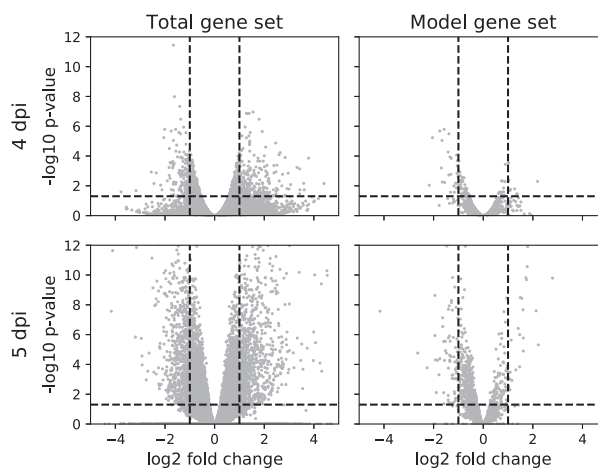 Total gene set
Model gene set
4 dpi
-log10 p-value
12
10
8
6
4
2
0
5 dpi
-log10 p-value
12
10
8
6
4
2
0
−4 −2 0 2 4
−4 −2 0 2 4
log2 fold change
log2 fold change